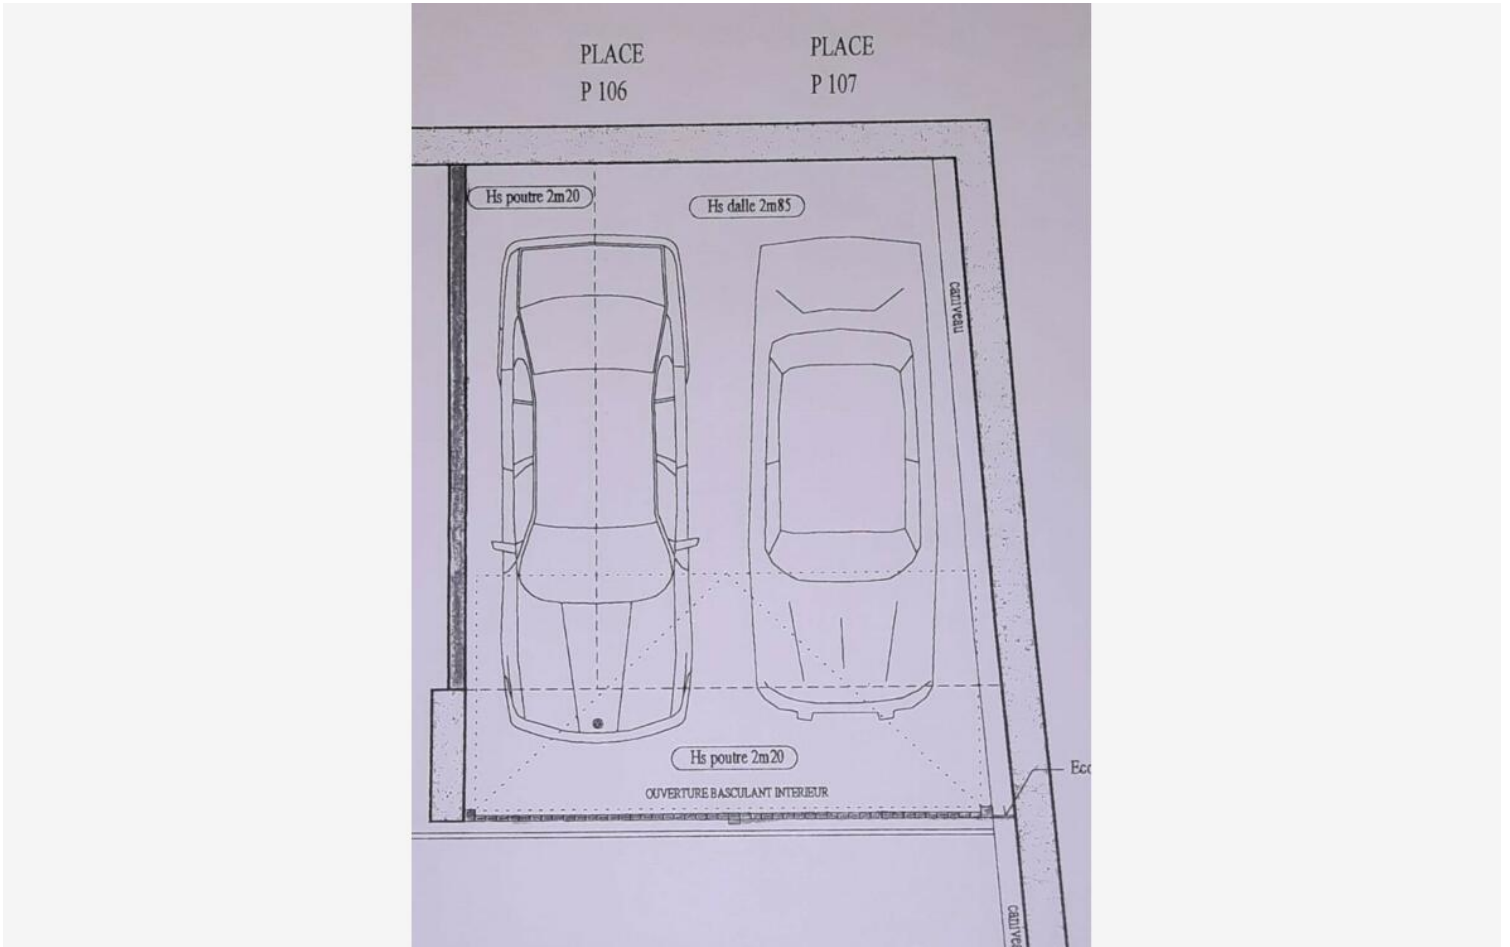 PLACE
P 106
PLACE
P 107
Hs poutre 2m20
Hs dalle 2m85
caniveau
Hs poutre 2m20
OUVERTURE BASCULANT INTERIEUR